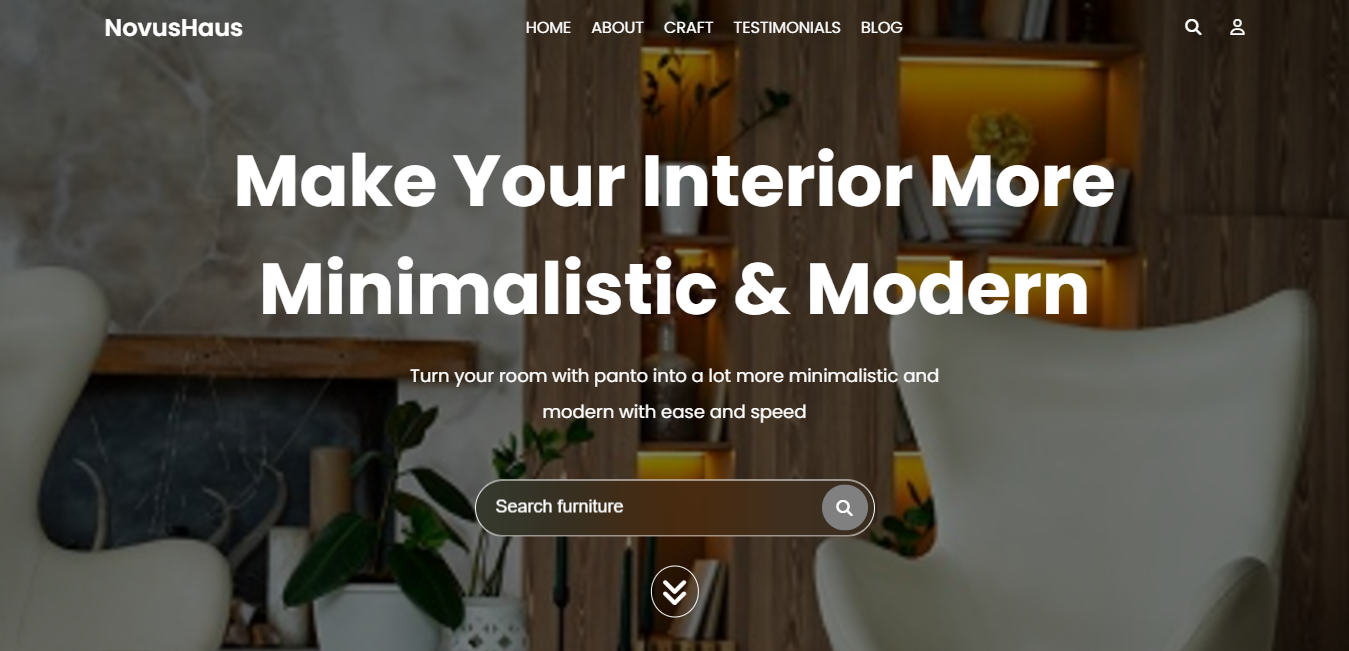 NovusHaus
HOME ABOUT CRAFT TESTIMONIALS BLOG
Make Your Interior More
Minimalistic & Modern
Turn your room with panto into a lot more minimalistic and
modern with ease and speed
Search furniture